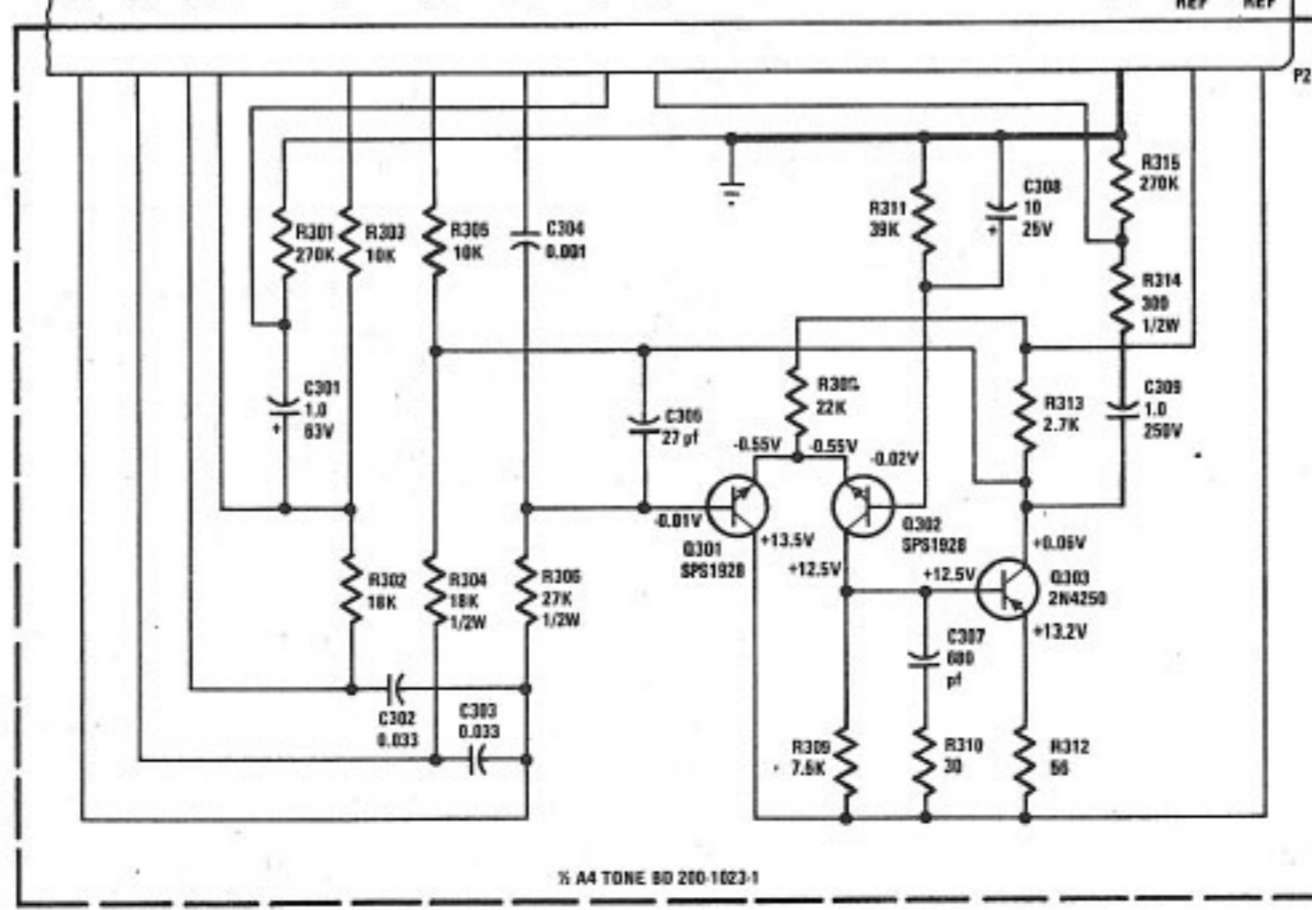 REF REF
P2
R301
270K
R303
10K
R305
10K
C304
0.001
R311
39K
C308
10
25V
+
R315
270K
R314
300
1/2W
C301
1.0
63V
+
C306
27 pf
22K
R313
2.7K
C309
1.0
250V
-0.55V
-0.55V
-0.02V
-0.01V
Q301
SPS1928
+13.5V
Q302
SPS1928
+12.5V
+12.5V
+0.06V
Q303
2N4250
+13.2V
R302
18K
R304
18K
1/2W
R306
27K
1/2W
C302
0.033
C303
0.033
C307
680
pf
R309
7.5K
R310
30
R312
56
½ A4 TONE BD 200-1023-1